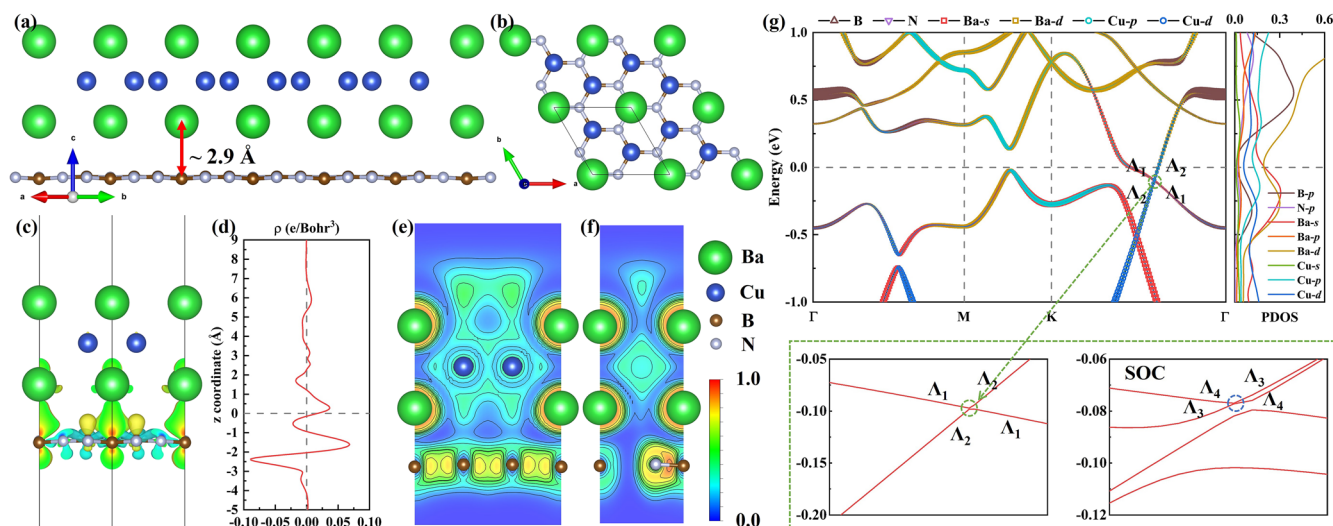 (a)
c
a
b
~ 2.9 Å
(b)
b
a
(c)
(d)
ρ (e/Bohr³)
z coordinate (Å)
9
8
7
6
5
4
3
2
1
0
-1
-2
-3
-4
-5
-0.10 -0.05 0.00 0.05 0.10
(e)
(f)
Ba
Cu
B
N
1.0
0.0
(g)
B N Ba-s Ba-d Cu-p Cu-d
Energy (eV)
1.0
0.5
0.0
-0.5
-1.0
Λ₁ Λ₂
Λ₂ Λ₁
Γ M K Γ
0.0 0.3 0.6
B-p
N-p
Ba-s
Ba-p
Ba-d
Cu-s
Cu-p
Cu-d
PDOS
-0.05
-0.10
-0.15
-0.20
Λ₁ Λ₂
Λ₂ Λ₁
-0.06
-0.08
-0.10
-0.12
SOC
Λ₄ Λ₃
Λ₃ Λ₄